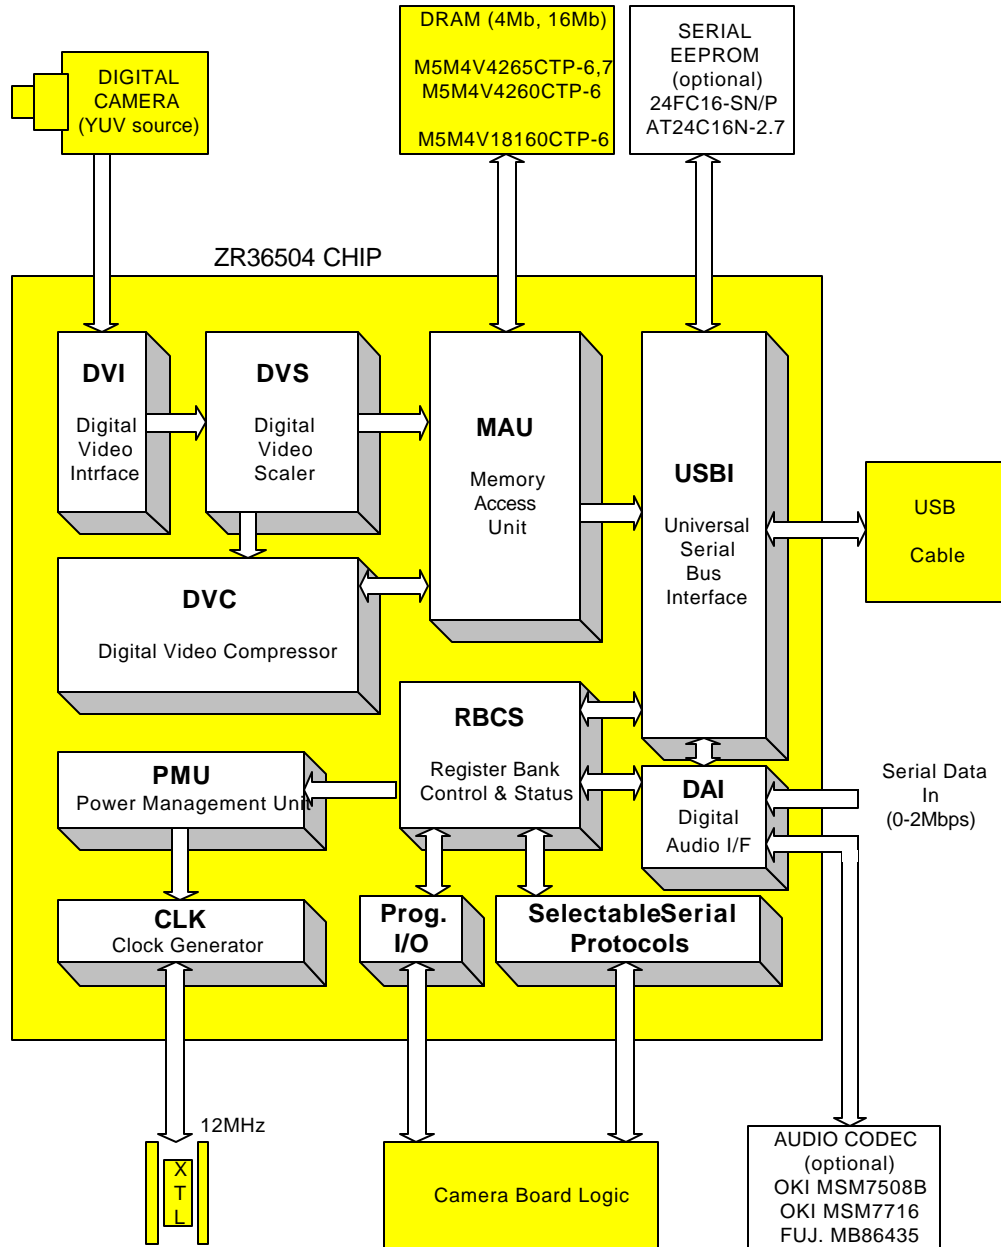 DRAM (4Mb, 16Mb)
M5M4V4265CTP-6,7
M5M4V4260CTP-6
M5M4V18160CTP-6
SERIAL
EEPROM
(optional)
24FC16-SN/P
AT24C16N-2.7
DIGITAL
CAMERA
(YUV source)
ZR36504 CHIP
DVI
Digital
Video
Intrface
DVS
Digital
Video
Scaler
MAU
Memory
Access
Unit
USBI
Universal
Serial
Bus
Interface
USB
Cable
DVC
Digital Video Compressor
RBCS
Register Bank
Control & Status
PMU
Power Management Unit
DAI
Digital
Audio I/F
Serial Data
In
(0-2Mbps)
CLK
Clock Generator
Prog.
I/O
SelectableSerial
Protocols
12MHz
X
T
L
Camera Board Logic
AUDIO CODEC
(optional)
OKI MSM7508B
OKI MSM7716
FUJ. MB86435